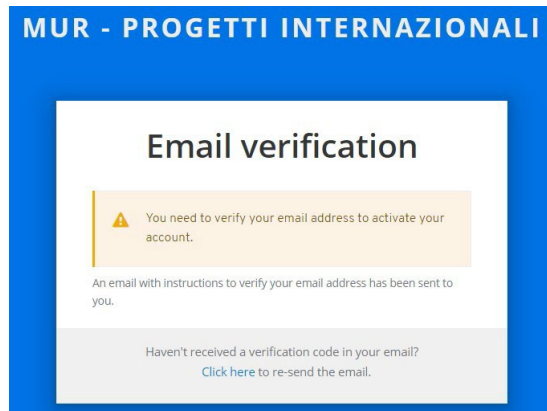 MUR - PROGETTI INTERNAZIONALI
Email verification
You need to verify your email address to activate your
account.
An email with instructions to verify your email address has been sent to
you.
Haven't received a verification code in your email?
Click here to re-send the email.